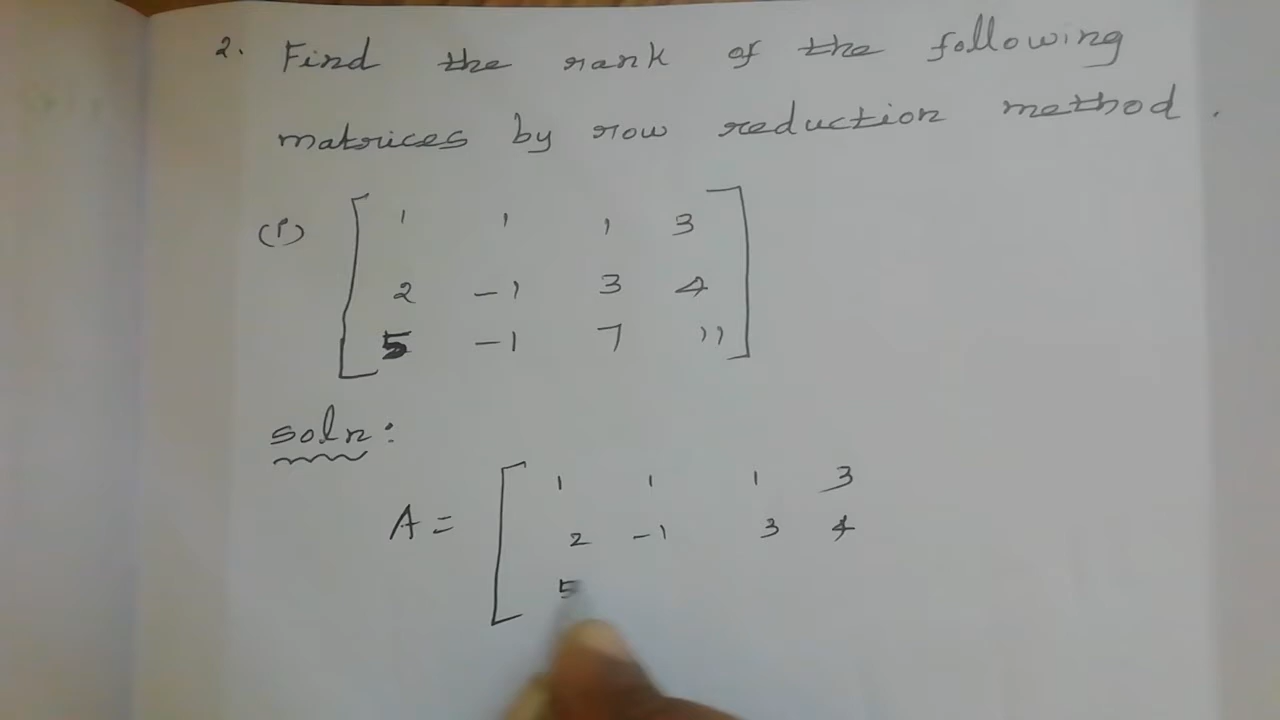 2. Find the rank of the following
matrices by row reduction method.
(i) [ 1 1 1 3 ]
2 -1 3 4
5 -1 7 11
soln:
A = [ 1 1 1 3
2 -1 3 4
5